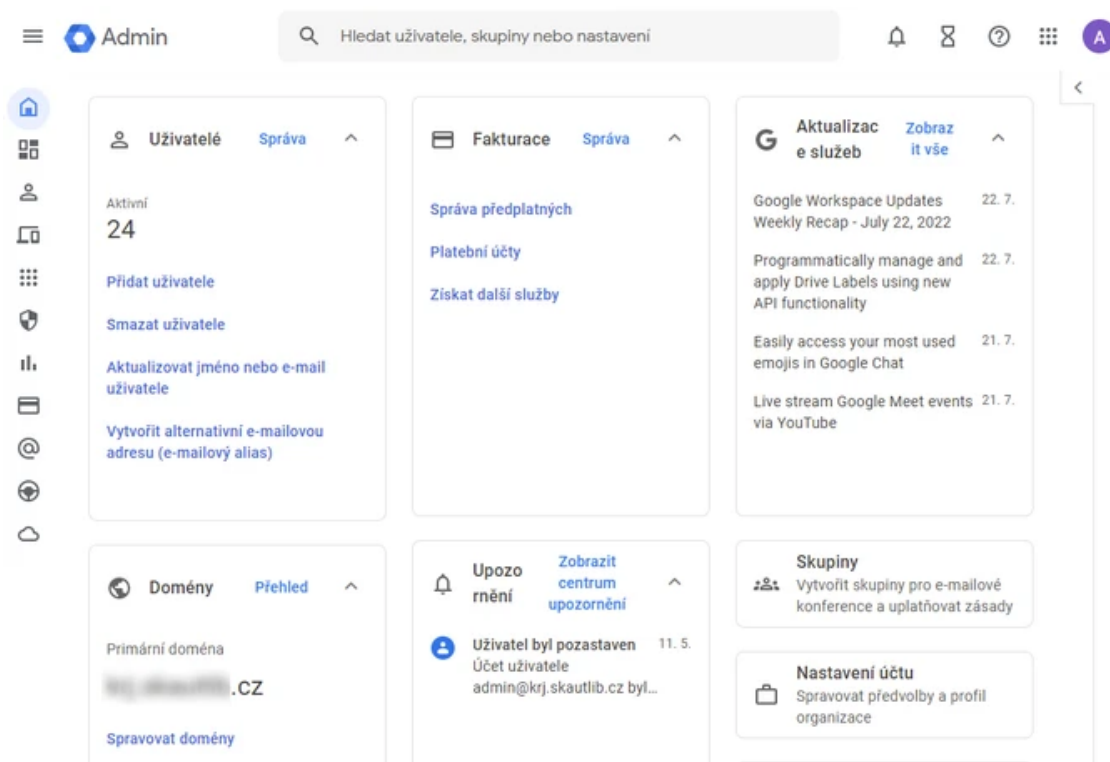 Admin
Hledat uživatele, skupiny nebo nastavení
A
Uživatelé
Správa
Aktivní
24
Přidat uživatele
Smazat uživatele
Aktualizovat jméno nebo e-mail
uživatele
Vytvořit alternativní e-mailovou
adresu (e-mailový alias)
Fakturace
Správa
Správa předplatných
Platební účty
Získat další služby
Aktualizac
e služeb
Zobraz
it vše
Google Workspace Updates 22. 7.
Weekly Recap - July 22, 2022
Programmatically manage and 22. 7.
apply Drive Labels using new
API functionality
Easily access your most used 21. 7.
emojis in Google Chat
Live stream Google Meet events 21. 7.
via YouTube
Domény
Přehled
Primární doména
.cz
Spravovat domény
Upozo
rnění
Zobrazit
centrum
upozornění
Uživatel byl pozastaven 11. 5.
Účet uživatele
admin@krj.skautlib.cz byl...
Skupiny
Vytvořit skupiny pro e-mailové
konference a uplatňovat zásady
Nastavení účtu
Spravovat předvolby a profil
organizace